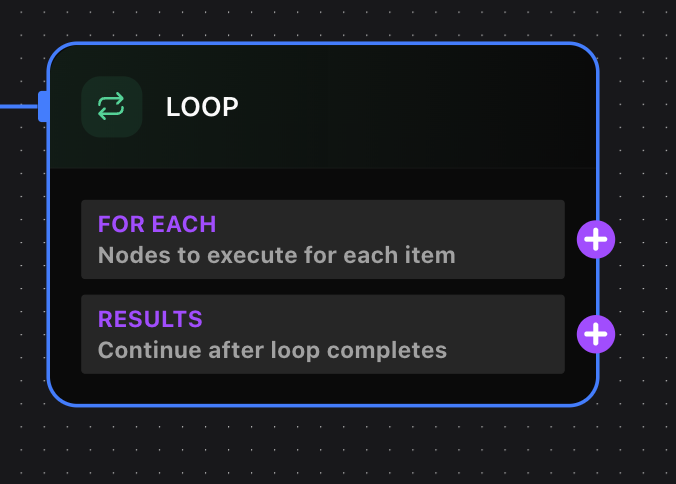 LOOP
FOR EACH
Nodes to execute for each item
RESULTS
Continue after loop completes